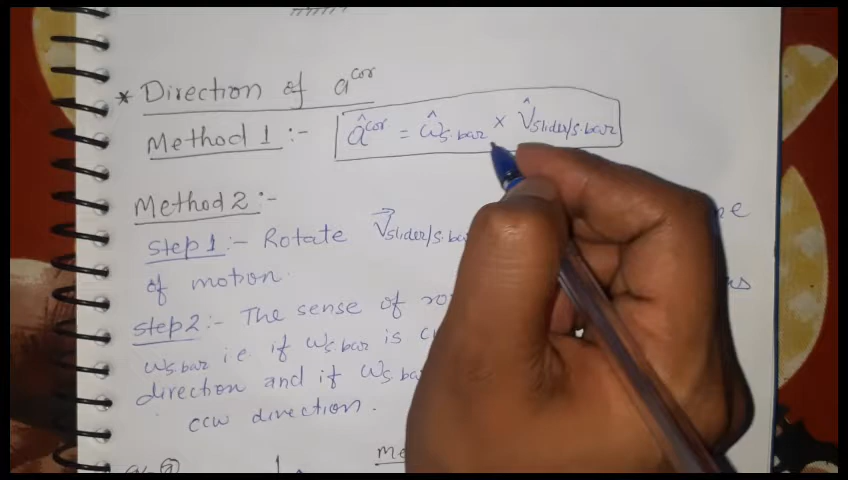 * Direction of a^cor
Method 1 :- â^cor = ω̂s.bar × V̂slider/s.bar
Method 2 :-
Step 1 :- Rotate V⃗slider/s.ba
of motion.
Step 2 :- The sense of ro
ωs.bar i.e. if ωs.bar is c
direction and if ωs.ba
ccw direction.